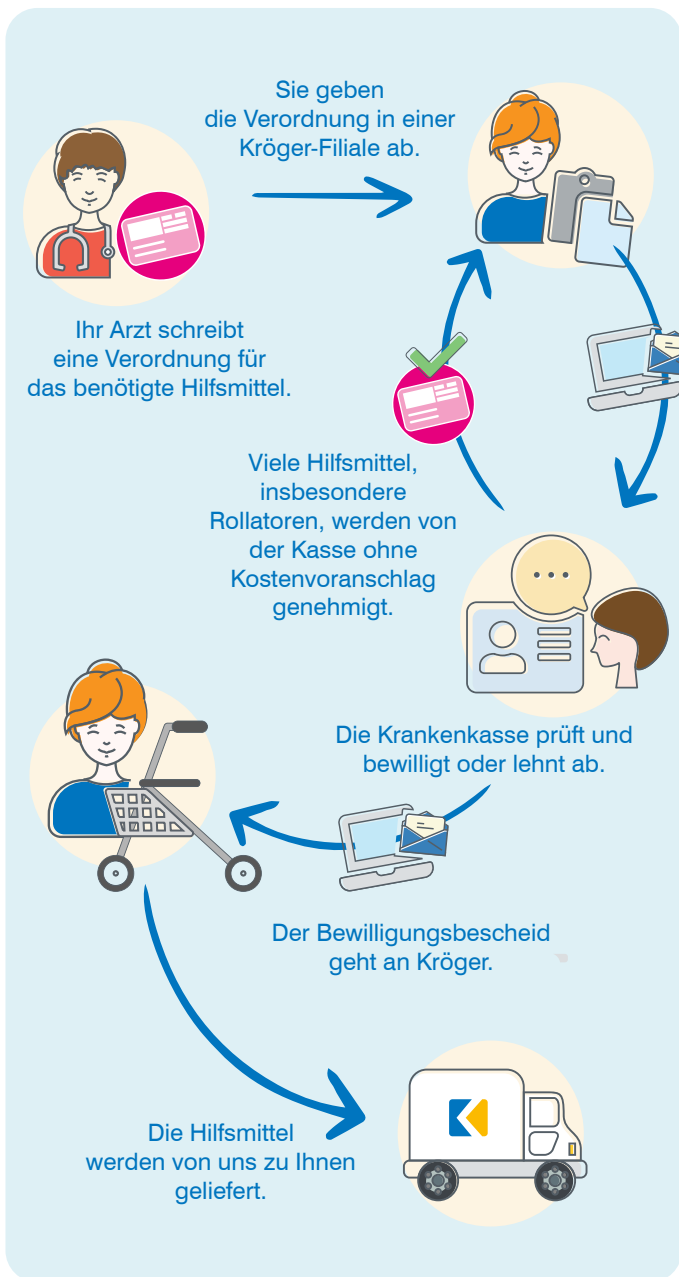 Sie geben
die Verordnung in einer
Kröger-Filiale ab.
Ihr Arzt schreibt
eine Verordnung für
das benötigte Hilfsmittel.
Viele Hilfsmittel,
insbesondere
Rollatoren, werden von
der Kasse ohne
Kostenvoranschlag
genehmigt.
Die Krankenkasse prüft und
bewilligt oder lehnt ab.
Der Bewilligungsbescheid
geht an Kröger.
Die Hilfsmittel
werden von uns zu Ihnen
geliefert.